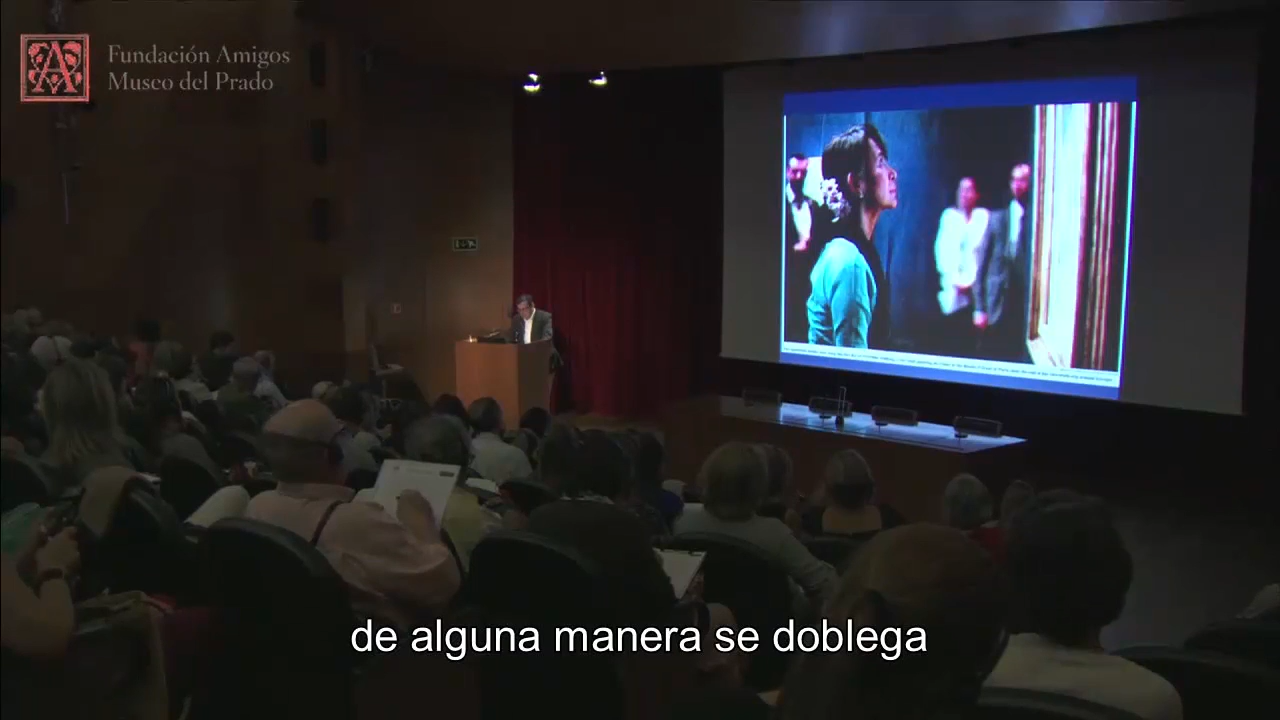 Fundación Amigos
Museo del Prado
de alguna manera se doblega